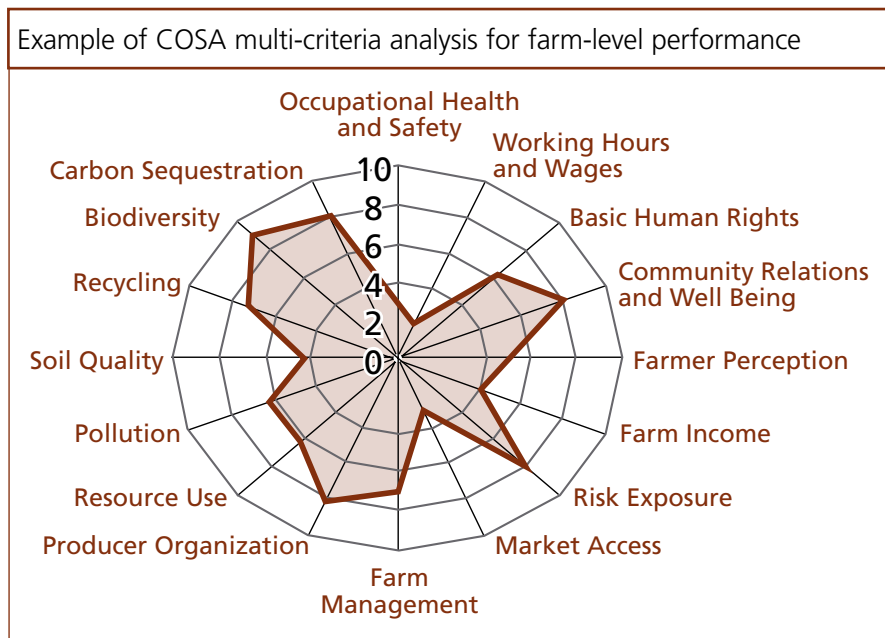 Example of COSA multi-criteria analysis for farm-level performance
Occupational Health
and Safety
Working Hours
and Wages
Basic Human Rights
Community Relations
and Well Being
Farmer Perception
Farm Income
Risk Exposure
Market Access
Farm
Management
Producer Organization
Resource Use
Pollution
Soil Quality
Recycling
Biodiversity
Carbon Sequestration
10
8
6
4
2
0